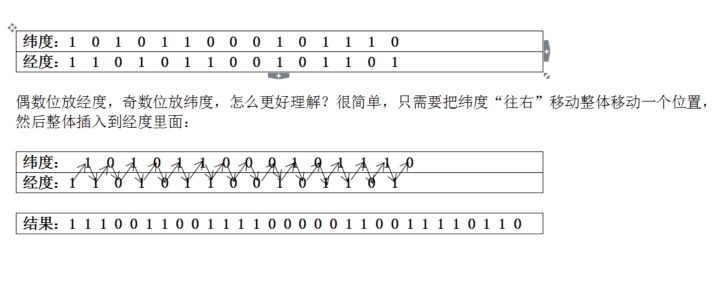 纬度：1 0 1 0 1 1 0 0 0 1 0 1 1 1 0
经度：1 1 0 1 0 1 1 0 0 1 0 1 1 0 1
偶数位放经度，奇数位放纬度，怎么更好理解？很简单，只需要把纬度“往右”移动整体移动一个位置，
然后整体插入到经度里面：
纬度： 1 0 1 0 1 1 0 0 0 1 0 1 1 1 0
经度：1 1 0 1 0 1 1 0 0 1 0 1 1 0 1
结果：1 1 1 0 0 1 1 0 0 1 1 1 1 0 0 0 0 0 1 1 0 0 1 1 1 1 0 1 1 0